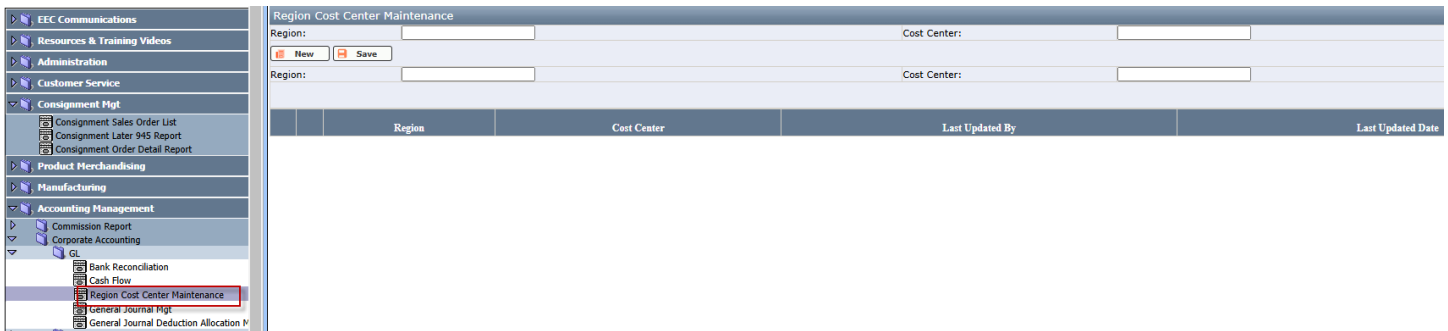 EEC Communications
Resources & Training Videos
Administration
Customer Service
Consignment Mgt
Consignment Sales Order List
Consignment Later 945 Report
Consignment Order Detail Report
Product Merchandising
Manufacturing
Accounting Management
Commission Report
Corporate Accounting
GL
Bank Reconciliation
Cash Flow
Region Cost Center Maintenance
General Journal Mgt
General Journal Deduction Allocation M
Region Cost Center Maintenance
Region: Cost Center:
New Save
Region: Cost Center:
Region Cost Center Last Updated By Last Updated Date